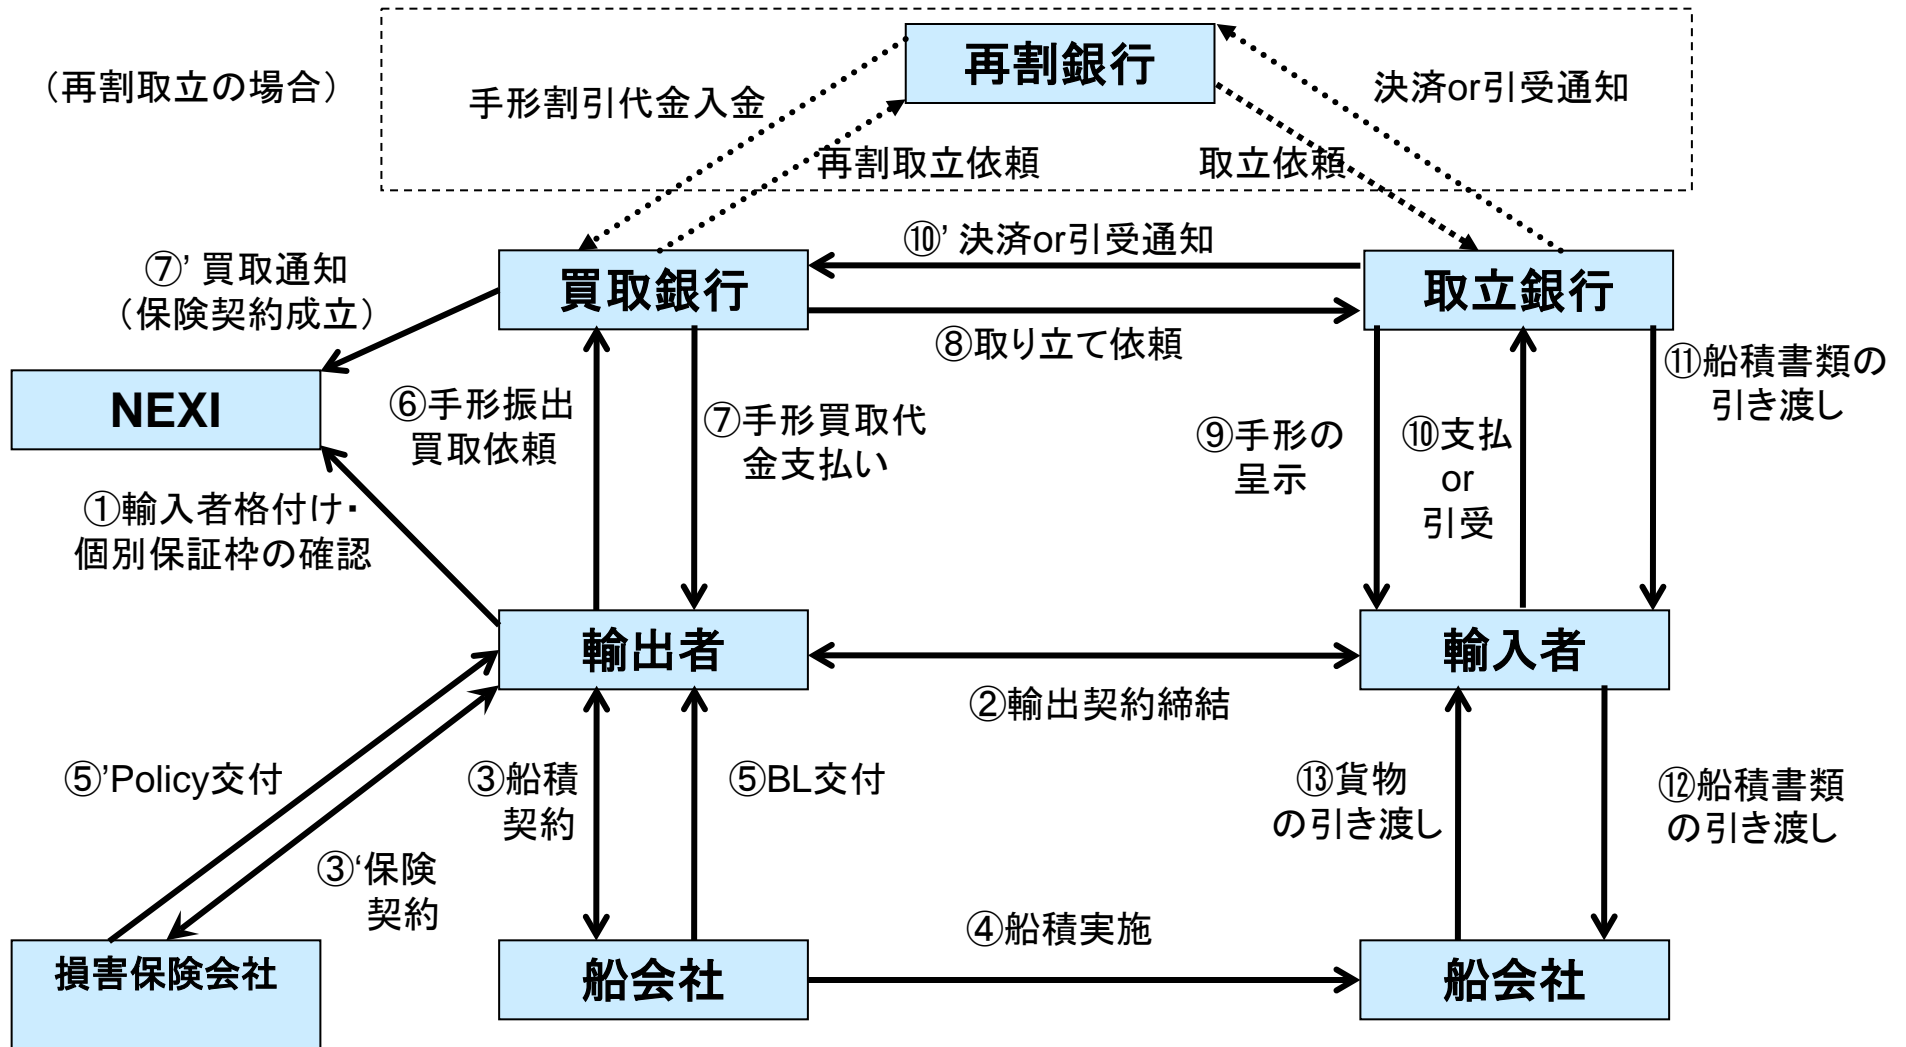 再割銀行
（再割取立の場合）
手形割引代金入金
決済or引受通知
再割取立依頼
取立依頼
⑩’ 決済or引受通知
⑦’ 買取通知
（保険契約成立）
買取銀行
取立銀行
⑧取り立て依頼
⑪船積書類の
引き渡し
NEXI
⑥手形振出
買取依頼
⑦手形買取代
金支払い
⑨手形の
呈示
⑩支払
or
引受
①輸入者格付け・
個別保証枠の確認
輸出者
輸入者
②輸出契約締結
⑤’Policy交付
③船積
契約
⑤BL交付
⑬貨物
の引き渡し
⑫船積書類
の引き渡し
③‘保険
契約
④船積実施
損害保険会社
船会社
船会社